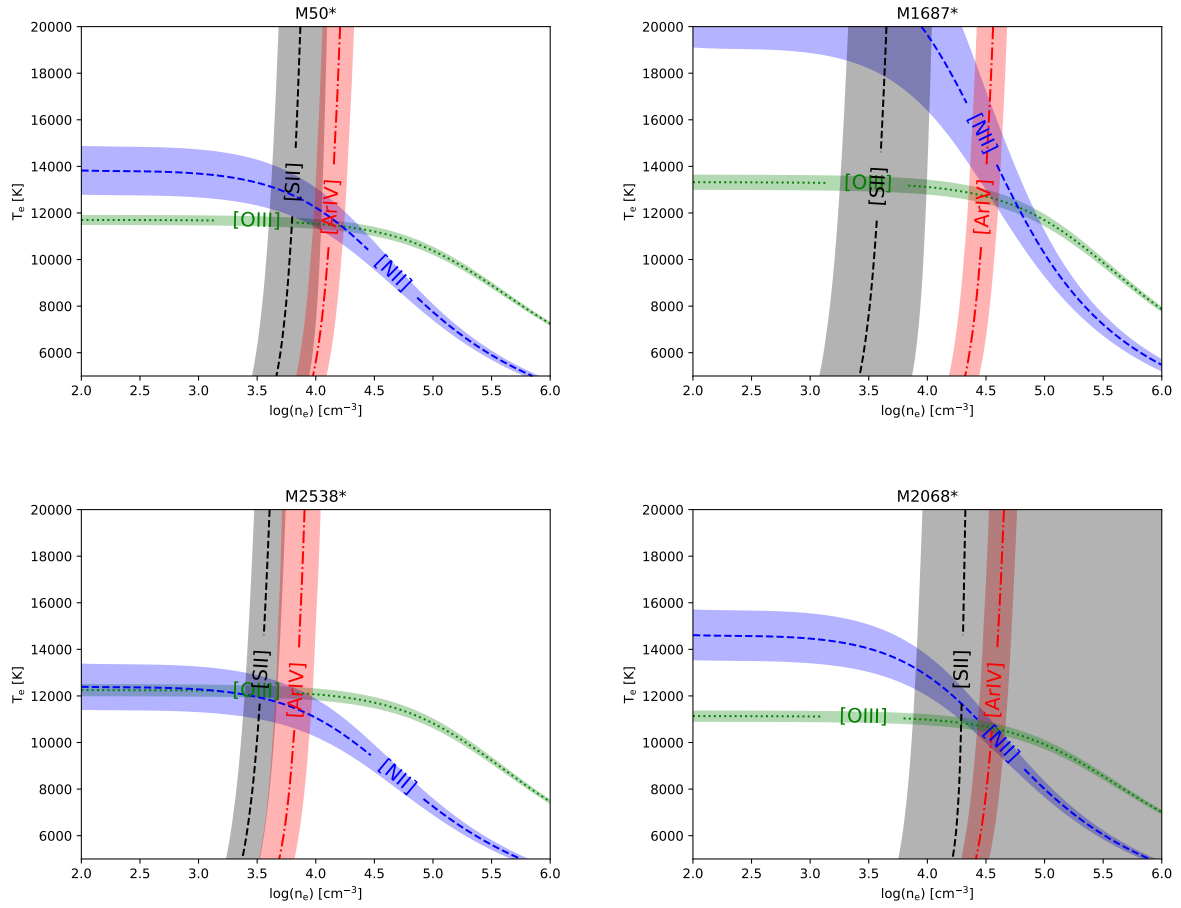 M50*
20000
18000
16000
14000
12000
10000
8000
6000
Tₑ [K]
[SII]
[ArIV]
[OIII]
[NII]
2.0 2.5 3.0 3.5 4.0 4.5 5.0 5.5 6.0
log(nₑ) [cm⁻³]
M1687*
20000
18000
16000
14000
12000
10000
8000
6000
Tₑ [K]
[NII]
[OIII]
[SII]
[ArIV]
2.0 2.5 3.0 3.5 4.0 4.5 5.0 5.5 6.0
log(nₑ) [cm⁻³]
M2538*
20000
18000
16000
14000
12000
10000
8000
6000
Tₑ [K]
[SII]
[OIII]
[ArIV]
[NII]
2.0 2.5 3.0 3.5 4.0 4.5 5.0 5.5 6.0
log(nₑ) [cm⁻³]
M2068*
20000
18000
16000
14000
12000
10000
8000
6000
Tₑ [K]
[SII]
[ArIV]
[OIII]
[NII]
2.0 2.5 3.0 3.5 4.0 4.5 5.0 5.5 6.0
log(nₑ) [cm⁻³]